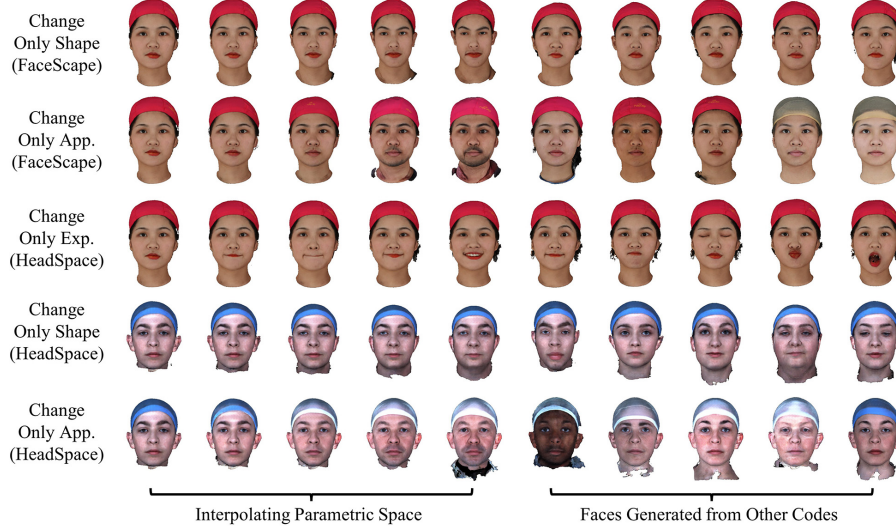 Change
Only Shape
(FaceScape)
Change
Only App.
(FaceScape)
Change
Only Exp.
(HeadSpace)
Change
Only Shape
(HeadSpace)
Change
Only App.
(HeadSpace)
Interpolating Parametric Space
Faces Generated from Other Codes